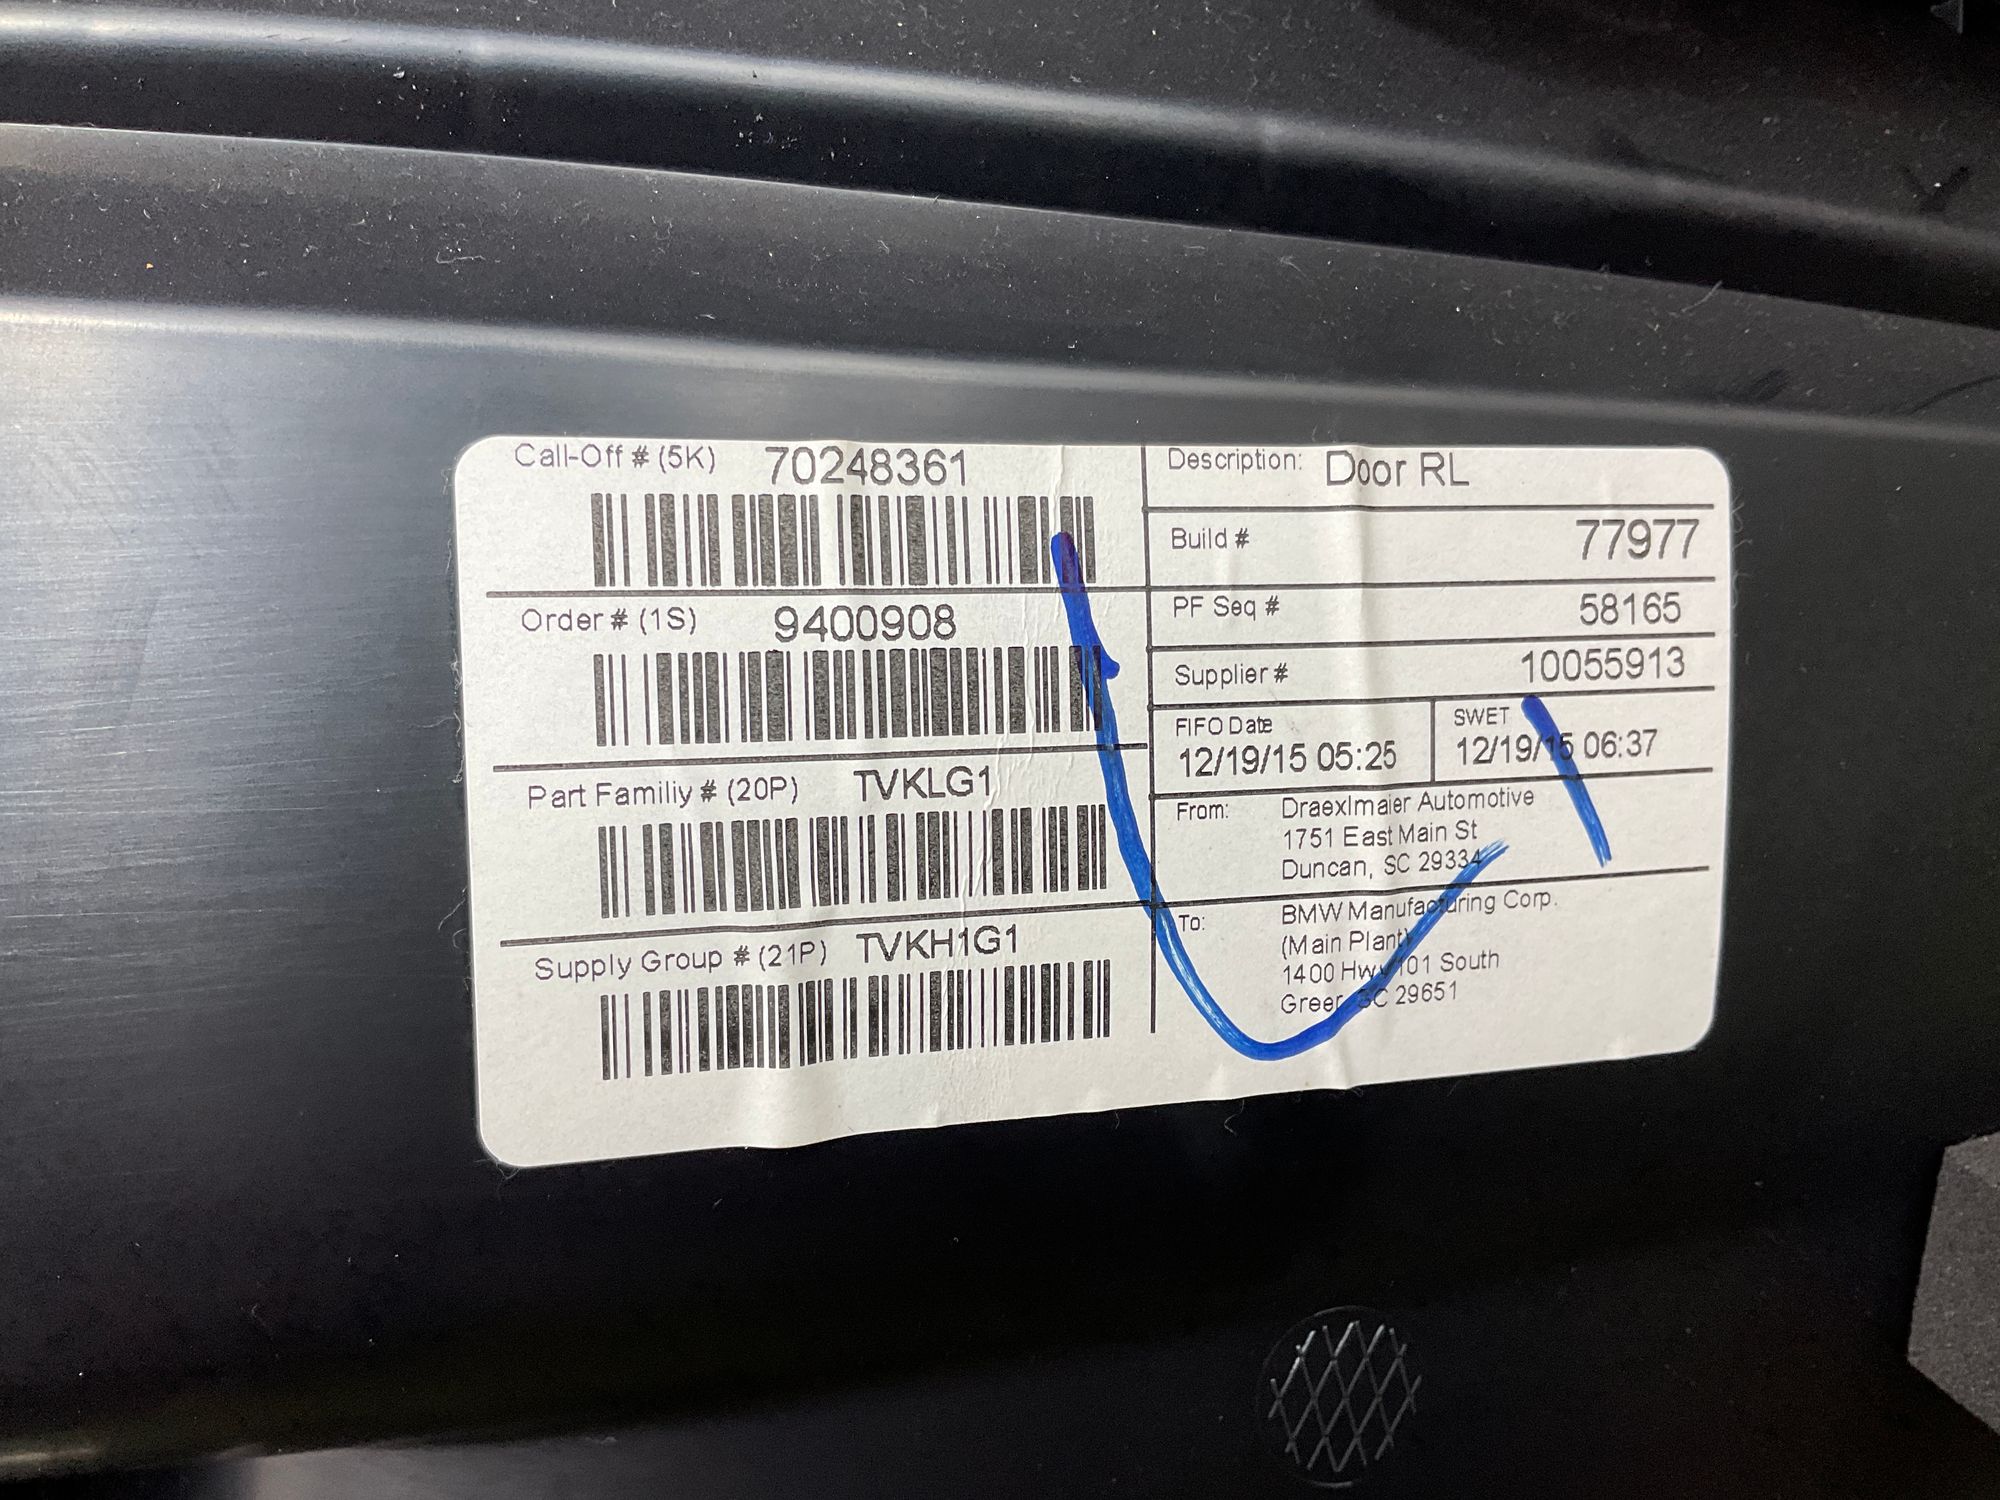 Call-Off # (5K) 70248361
Order # (1S) 9400908
Part Familiy # (20P) TVKLG1
Supply Group # (21P) TVKH1G1
Description: Door RL
Build # 77977
PF Seq # 58165
Supplier # 10055913
FIFO Date
12/19/15 05:25
SWET
12/19/15 06:37
From: Draexlmaier Automotive
1751 East Main St
Duncan, SC 29334
To: BMW Manufacturing Corp.
(Main Plant)
1400 Hwy 101 South
Greer, SC 29651